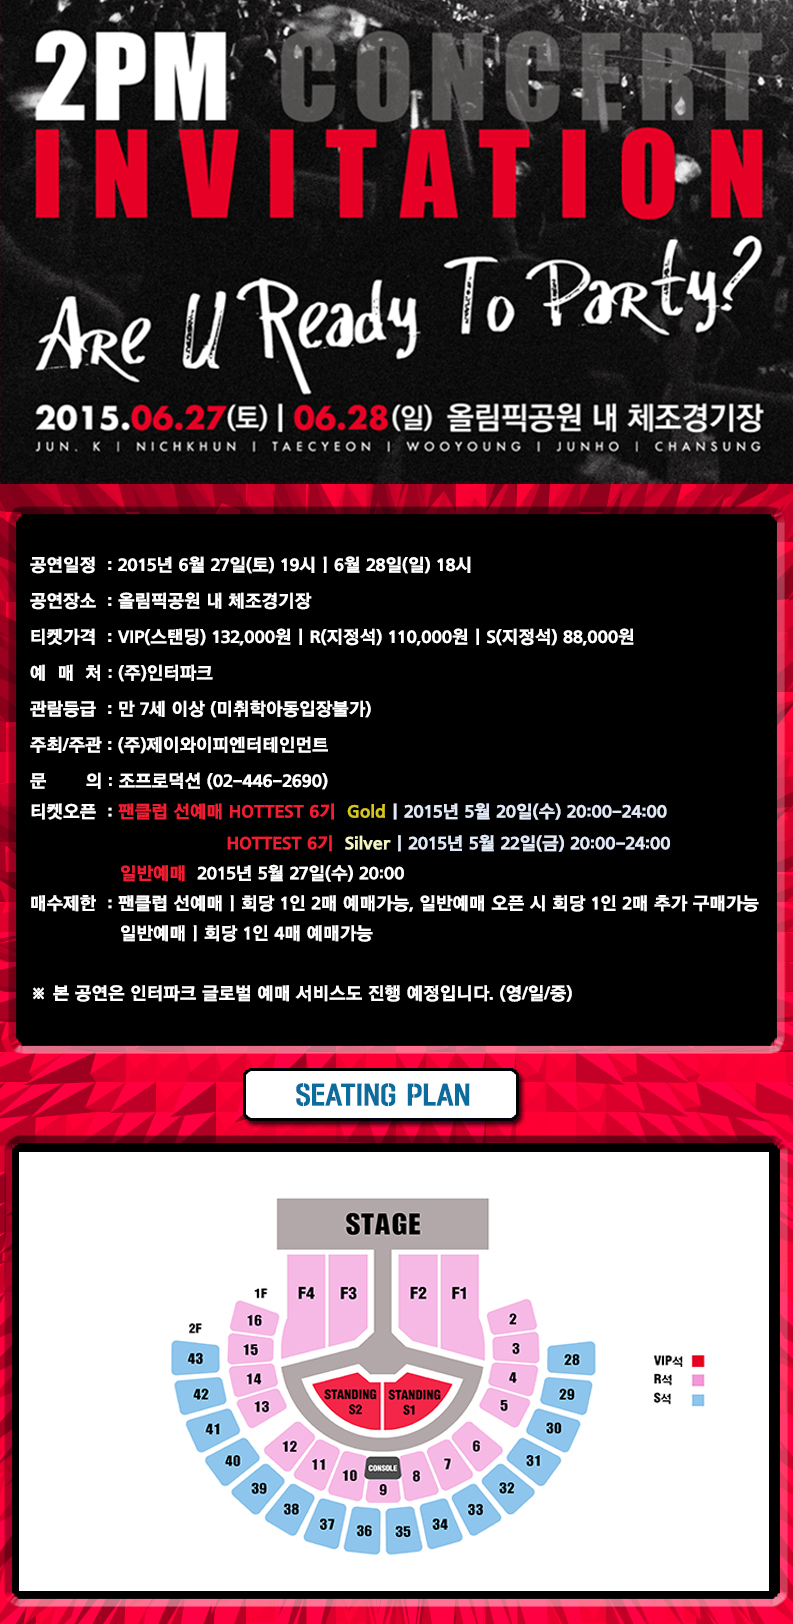 2PM CONCERT
INVITATION
ARE U READY TO PARTY?
2015.06.27(토) | 06.28(일) 올림픽공원 내 체조경기장
JUN. K | NICHKHUN | TAECYEON | WOOYOUNG | JUNHO | CHANSUNG
공연일정 : 2015년 6월 27일(토) 19시 | 6월 28일(일) 18시
공연장소 : 올림픽공원 내 체조경기장
티켓가격 : VIP(스탠딩) 132,000원 | R(지정석) 110,000원 | S(지정석) 88,000원
예 매 처 : (주)인터파크
관람등급 : 만 7세 이상 (미취학아동입장불가)
주최/주관 : (주)제이와이피엔터테인먼트
문 의 : 조프로덕션 (02-446-2690)
티켓오픈 : 팬클럽 선예매 HOTTEST 6기 Gold | 2015년 5월 20일(수) 20:00-24:00
HOTTEST 6기 Silver | 2015년 5월 22일(금) 20:00-24:00
일반예매 2015년 5월 27일(수) 20:00
매수제한 : 팬클럽 선예매 | 회당 1인 2매 예매가능, 일반예매 오픈 시 회당 1인 2매 추가 구매가능
일반예매 | 회당 1인 4매 예매가능
※ 본 공연은 인터파크 글로벌 예매 서비스도 진행 예정입니다. (영/일/중)
SEATING PLAN
STAGE
1F F4 F3 F2 F1
16 2
2F
15 3
43 28
14 4
42 29
13 5
STANDING S2
STANDING S1
41 30
12 6
40 11 7 31
10 CONSOLE 8
39 9 32
38 33
37 36 35 34
VIP석
R석
S석